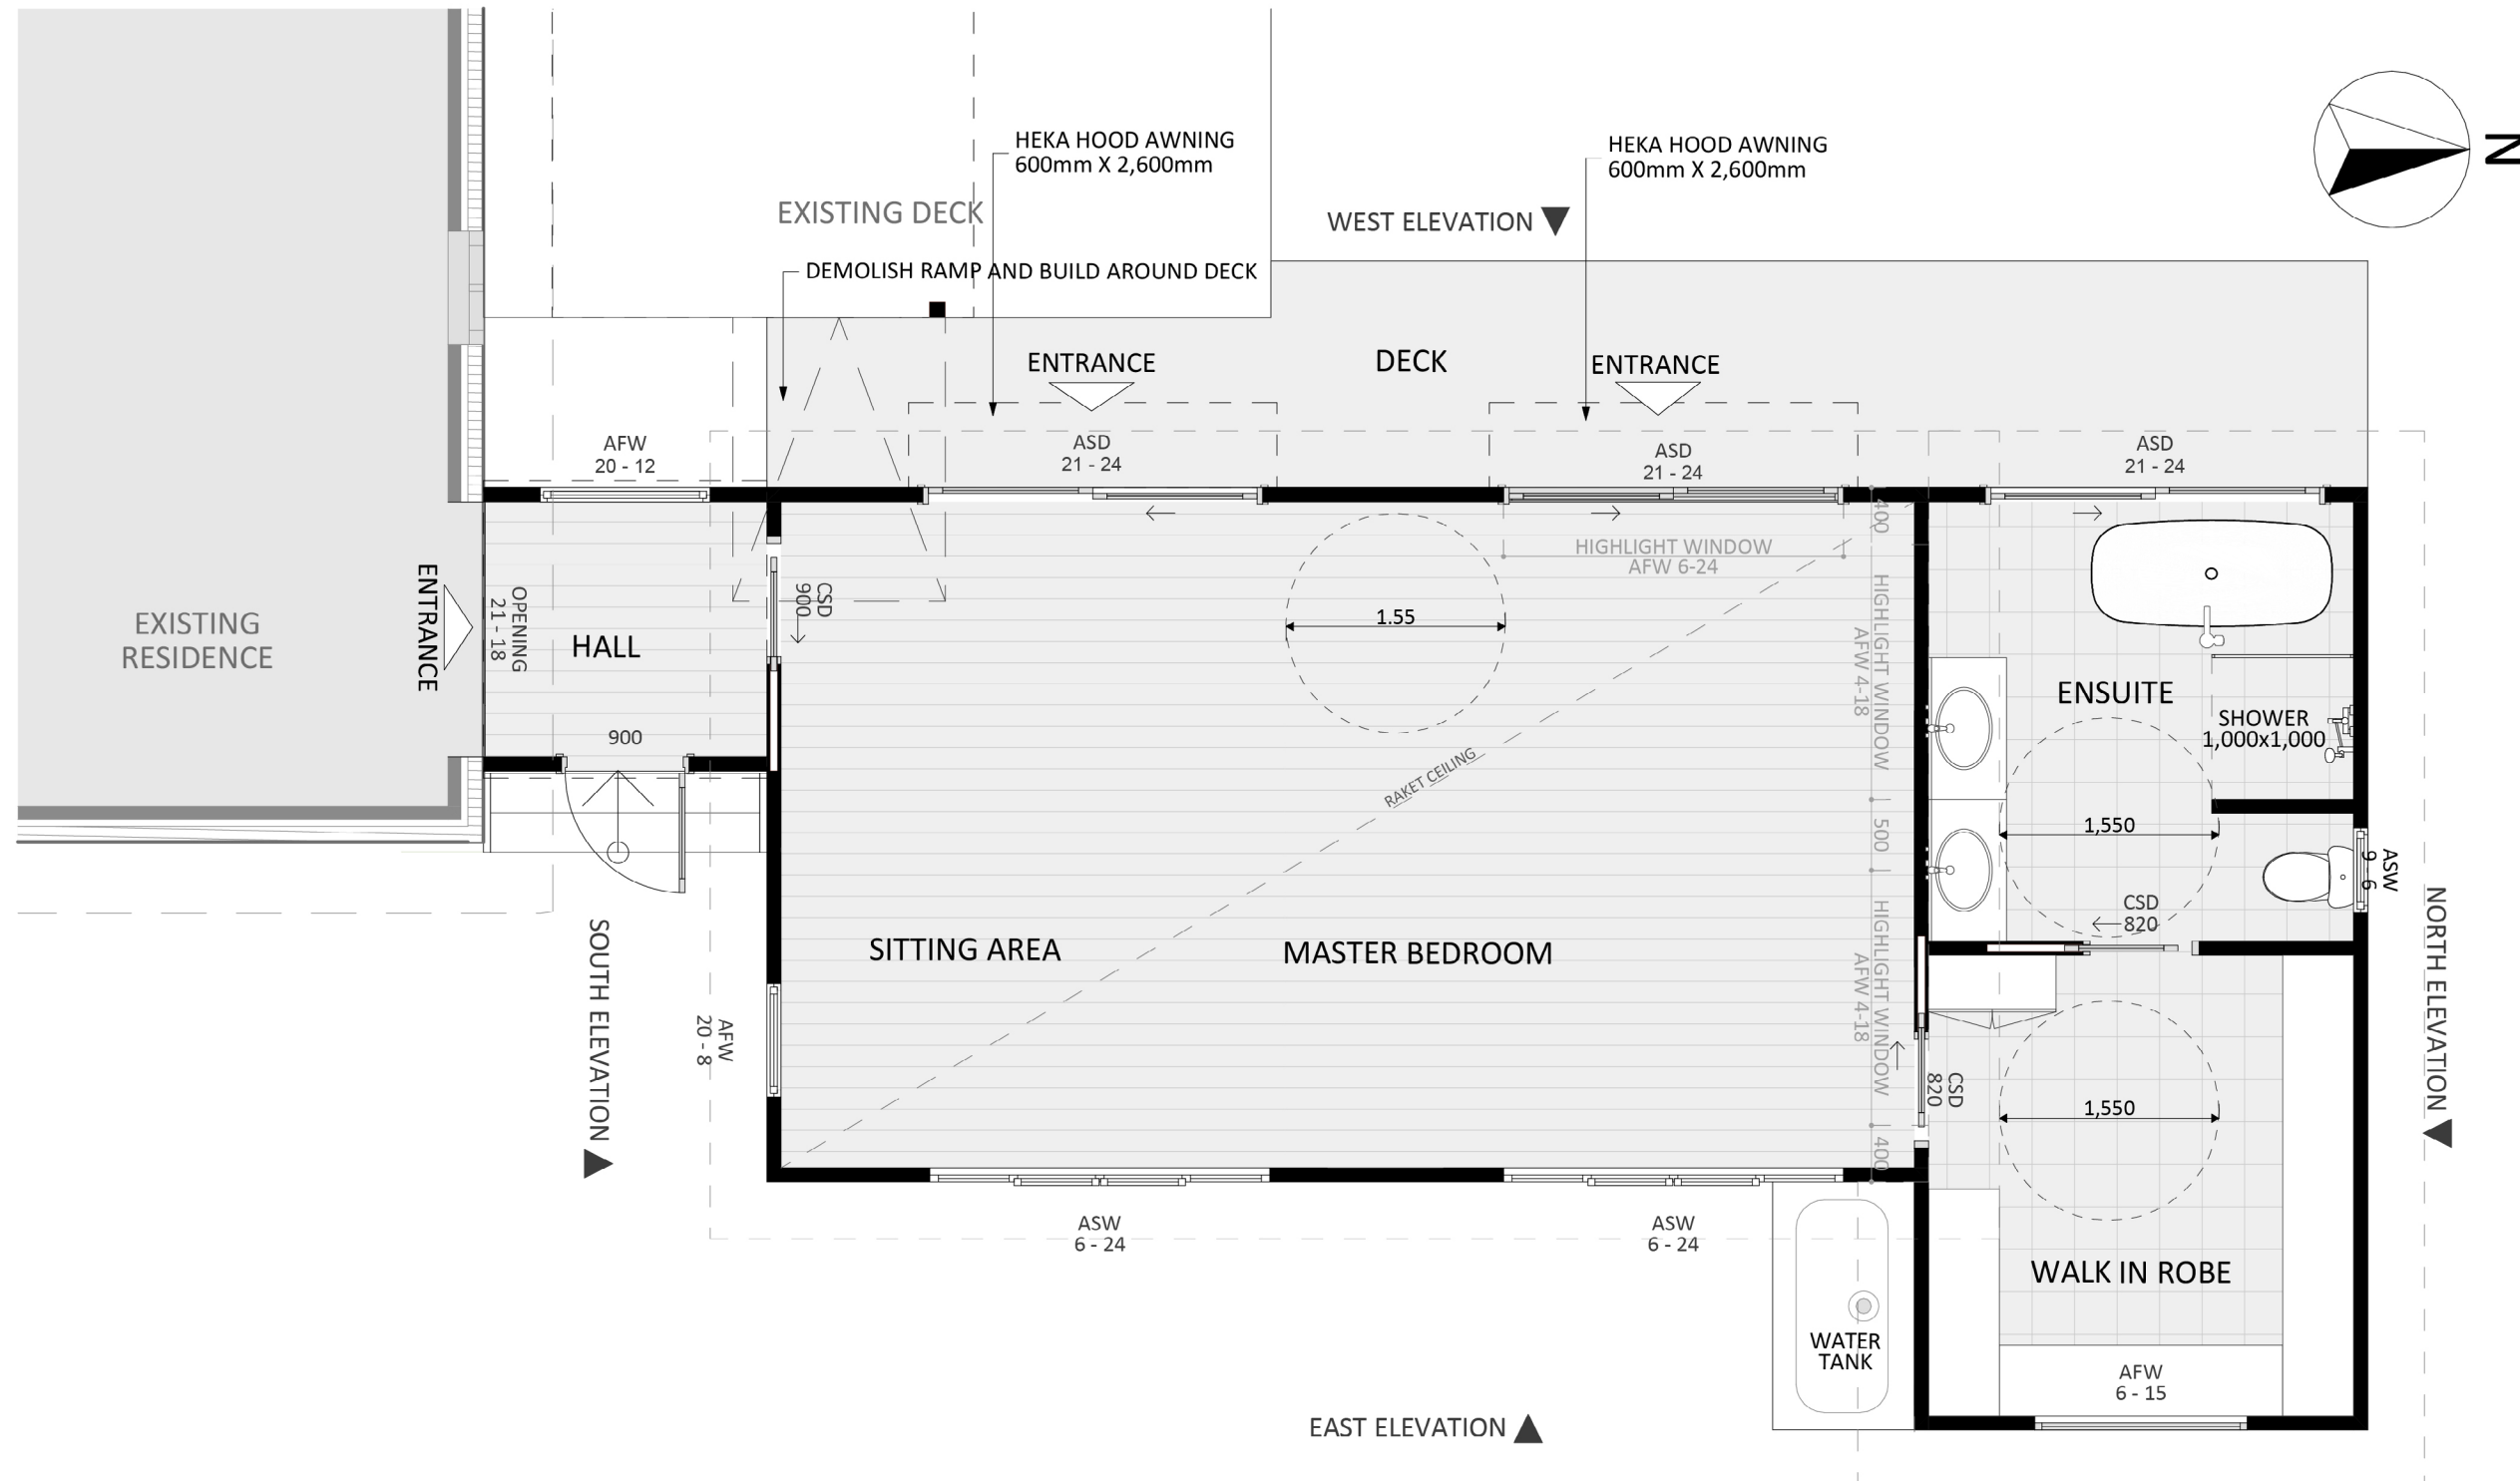 HEKA HOOD AWNING
600mm X 2,600mm
HEKA HOOD AWNING
600mm X 2,600mm
N
EXISTING DECK
WEST ELEVATION
DEMOLISH RAMP AND BUILD AROUND DECK
ENTRANCE
DECK
ENTRANCE
AFW
20 - 12
ASD
21 - 24
ASD
21 - 24
ASD
21 - 24
400
HIGHLIGHT WINDOW
AFW 6-24
EXISTING
RESIDENCE
ENTRANCE
OPENING
21 - 18
HALL
CSD
900
1.55
HIGHLIGHT WINDOW
AFW 4-18
ENSUITE
SHOWER
1,000x1,000
900
RAKET CEILING
500
1,550
ASW
9 - 6
CSD
820
SITTING AREA
MASTER BEDROOM
HIGHLIGHT WINDOW
AFW 4-18
SOUTH ELEVATION
NORTH ELEVATION
AFW
20 - 8
CSD
820
1,550
400
ASW
6 - 24
ASW
6 - 24
WALK IN ROBE
WATER
TANK
AFW
6 - 15
EAST ELEVATION